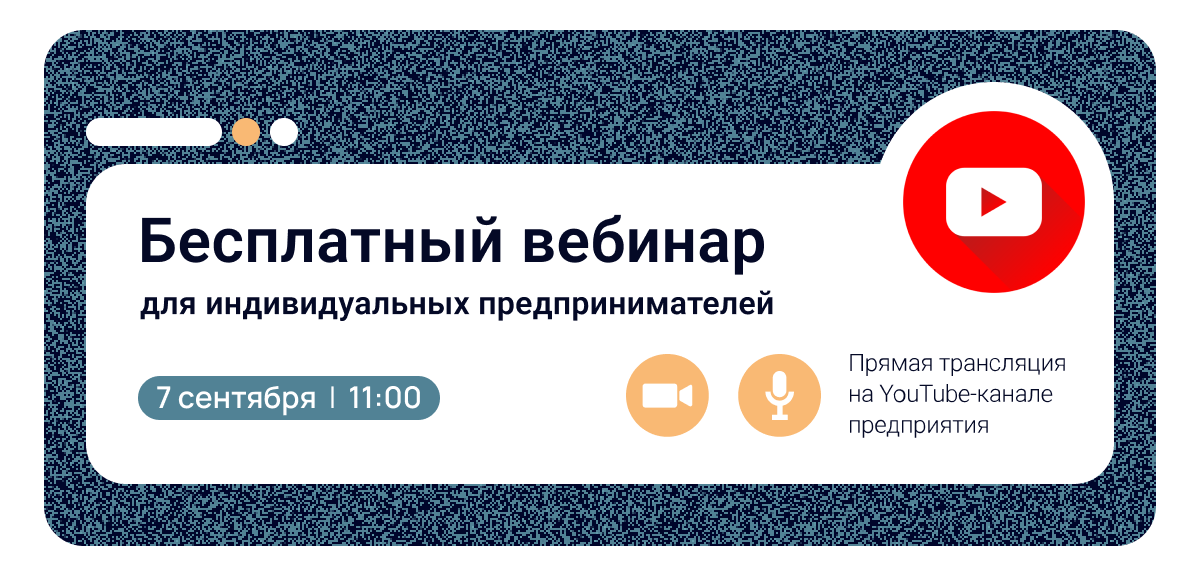 Бесплатный вебинар
для индивидуальных предпринимателей
7 сентября | 11:00
Прямая трансляция
на YouTube-канале
предприятия